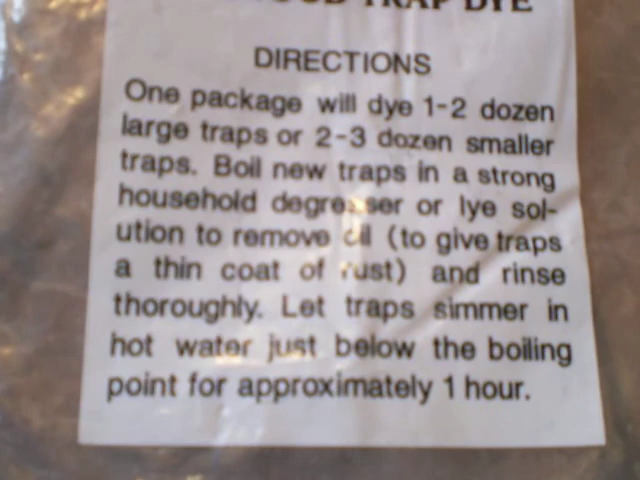 TRAP DYE
DIRECTIONS
One package will dye 1-2 dozen
large traps or 2-3 dozen smaller
traps. Boil new traps in a strong
household degreaser or lye sol-
ution to remove oil (to give traps
a thin coat of rust) and rinse
thoroughly. Let traps simmer in
hot water just below the boiling
point for approximately 1 hour.